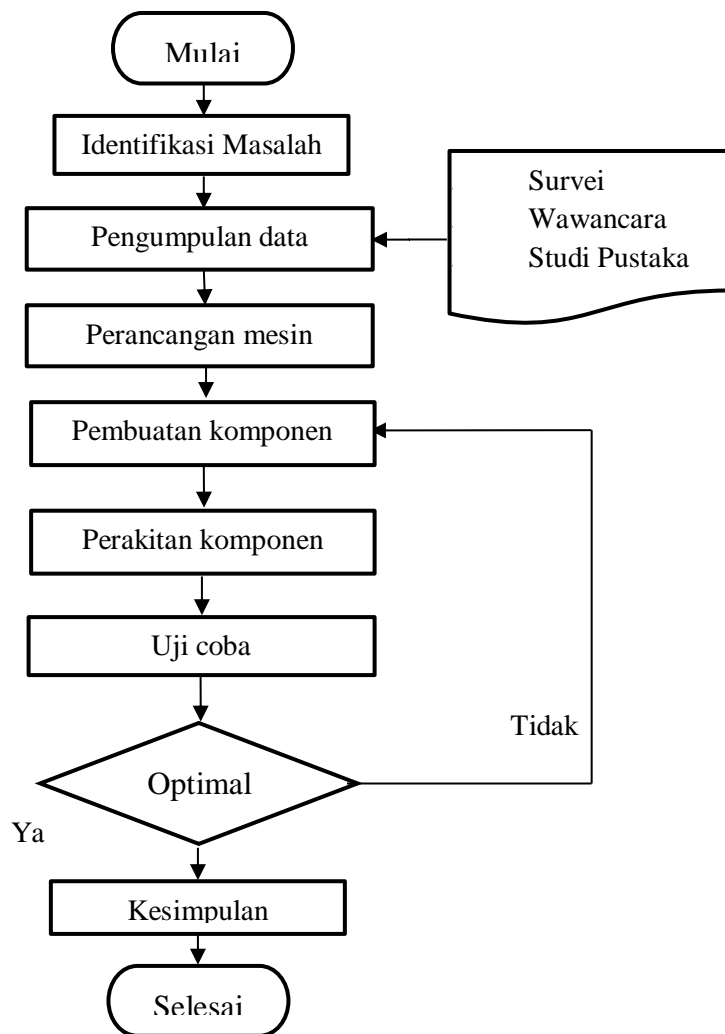 Mulai
Identifikasi Masalah
Pengumpulan data
Survei
Wawancara
Studi Pustaka
Perancangan mesin
Pembuatan komponen
Perakitan komponen
Uji coba
Optimal
Tidak
Ya
Kesimpulan
Selesai